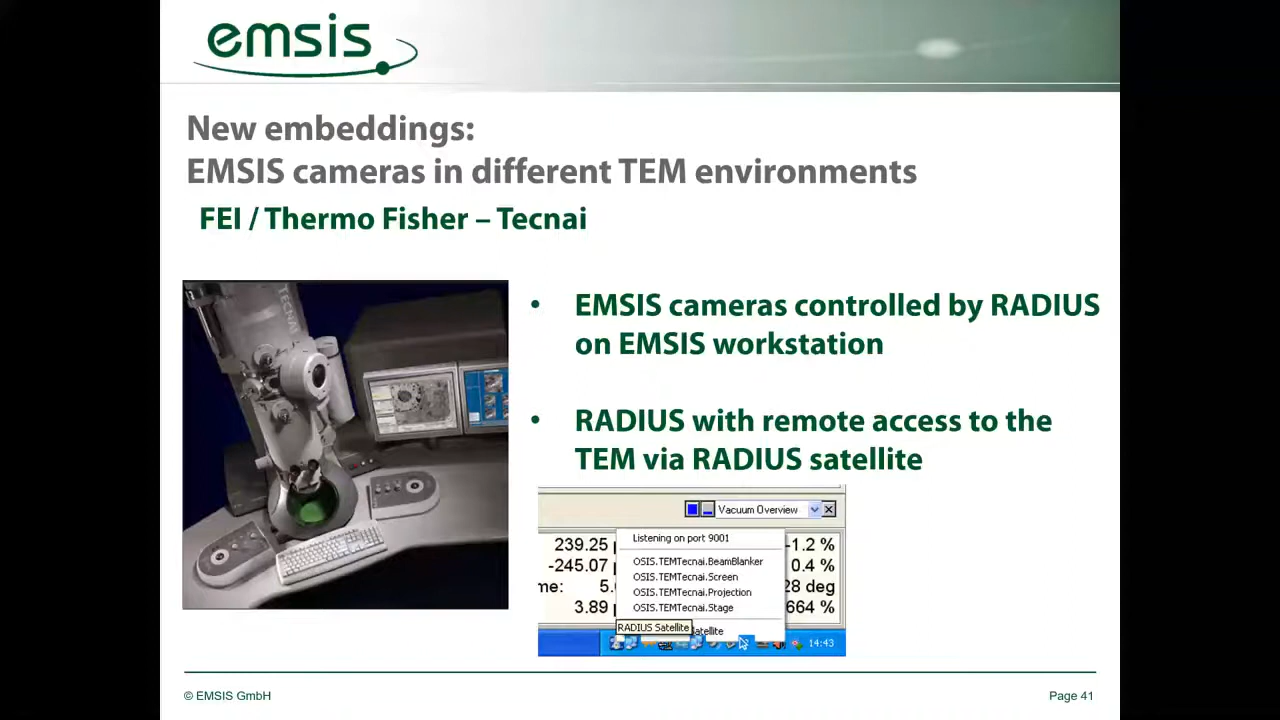 emsis
New embeddings:
EMSIS cameras in different TEM environments
FEI / Thermo Fisher – Tecnai
TECNAI
• EMSIS cameras controlled by RADIUS
on EMSIS workstation
• RADIUS with remote access to the
TEM via RADIUS satellite
Vacuum Overview
Listening on port 9001
239.25 -1.2 %
OSIS.TEMTecnai.BeamBlanker
-245.07 0.4 %
OSIS.TEMTecnai.Screen
me: 5. 28 deg
OSIS.TEMTecnai.Projection
3.89 664 %
OSIS.TEMTecnai.Stage
RADIUS Satellite
atellite
14:43
© EMSIS GmbH
Page 41